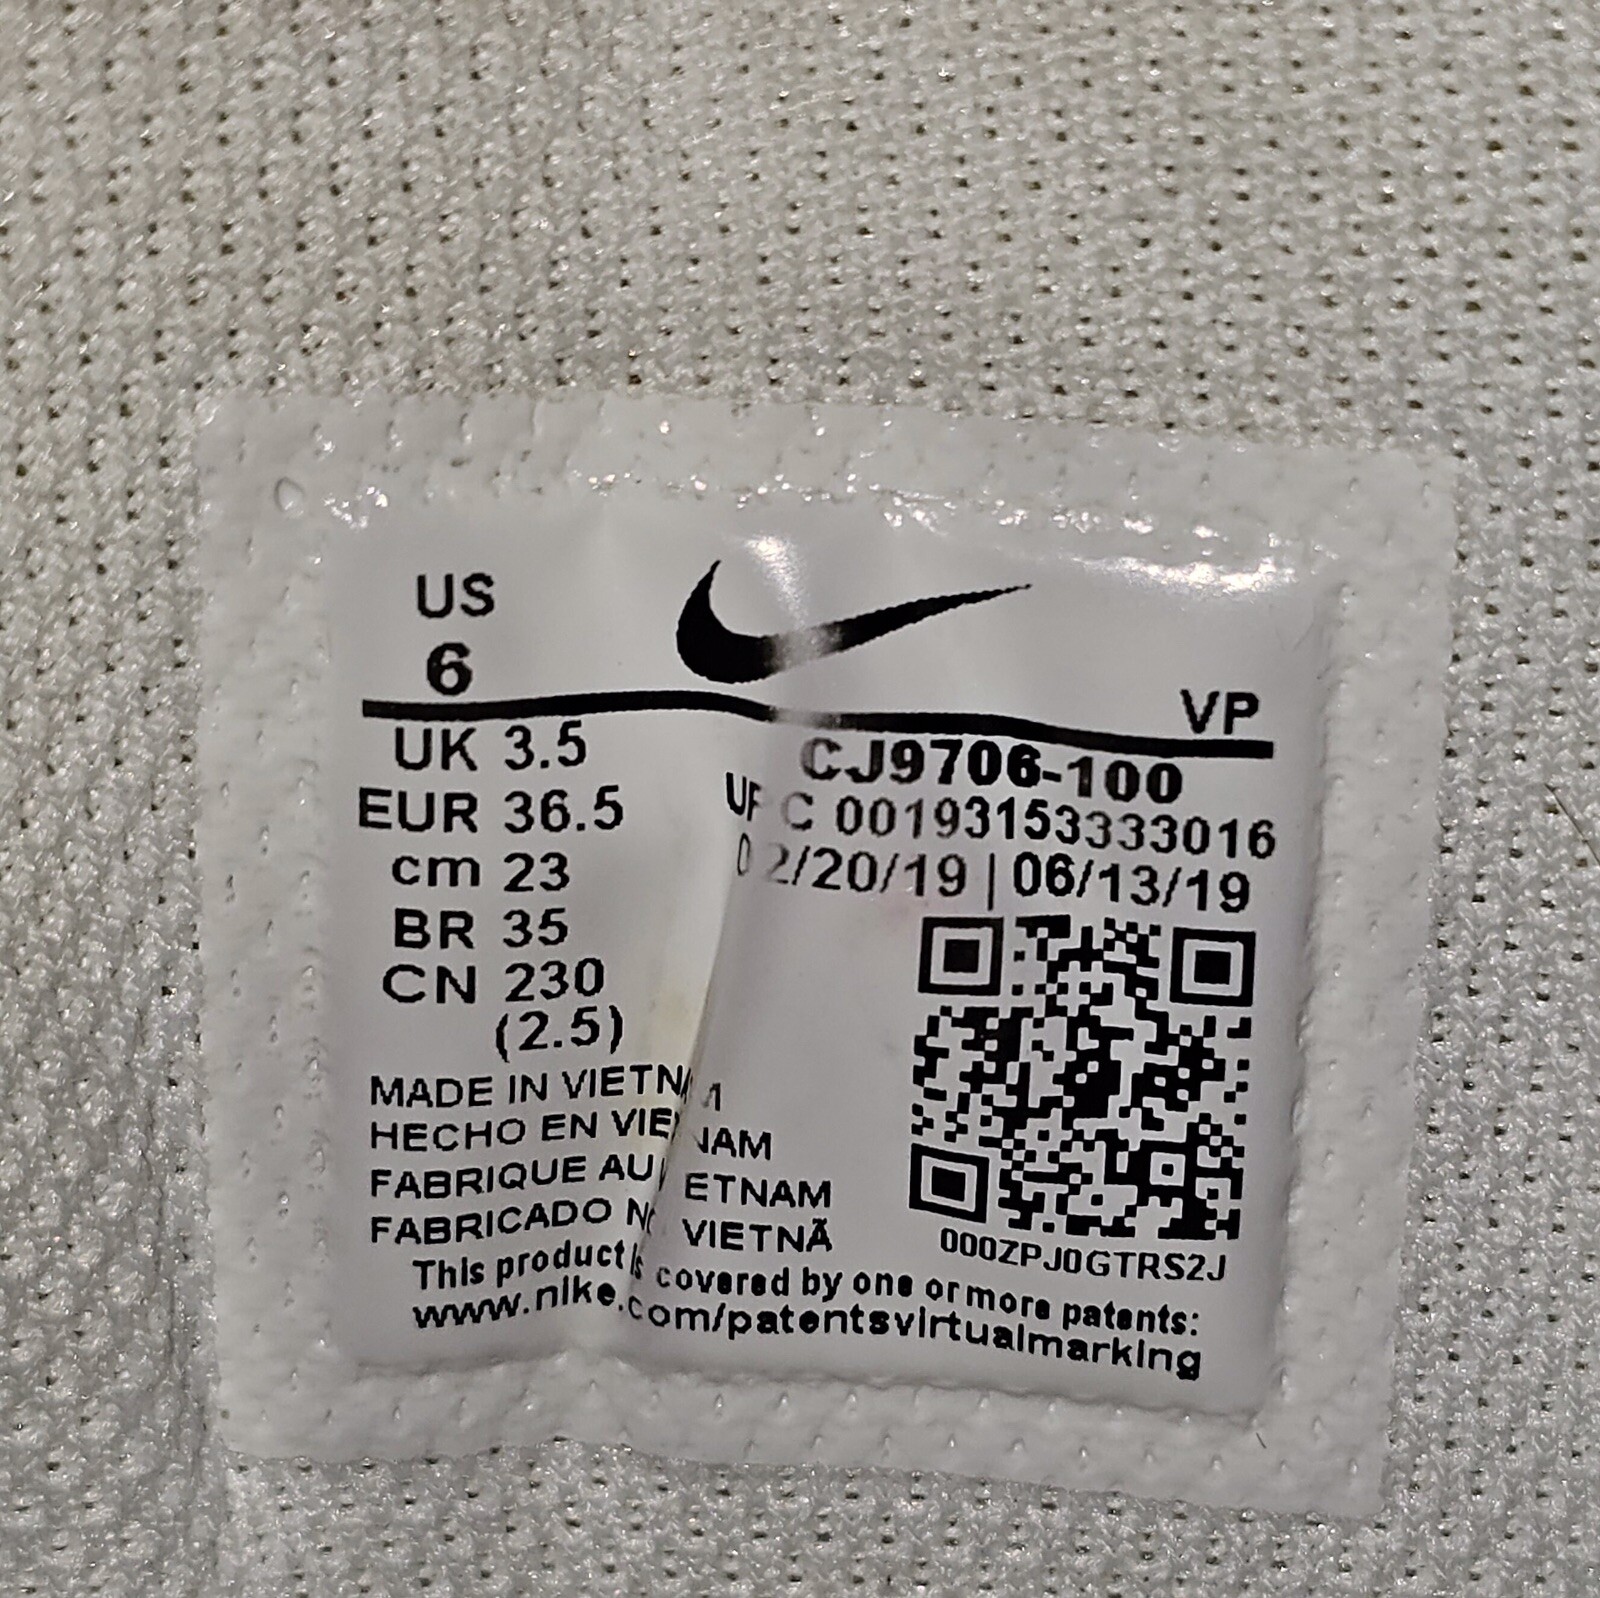 US
6
VP
UK 3.5
EUR 36.5
cm 23
BR 35
CN 230
(2.5)
CJ9706-100
UPC 00193153333016
02/20/19 | 06/13/19
MADE IN VIETNAM
HECHO EN VIETNAM
FABRIQUE AU VIETNAM
FABRICADO NO VIETNÃ
000ZPJ0GTRS2J
This product is covered by one or more patents:
www.nike.com/patentsvirtualmarking